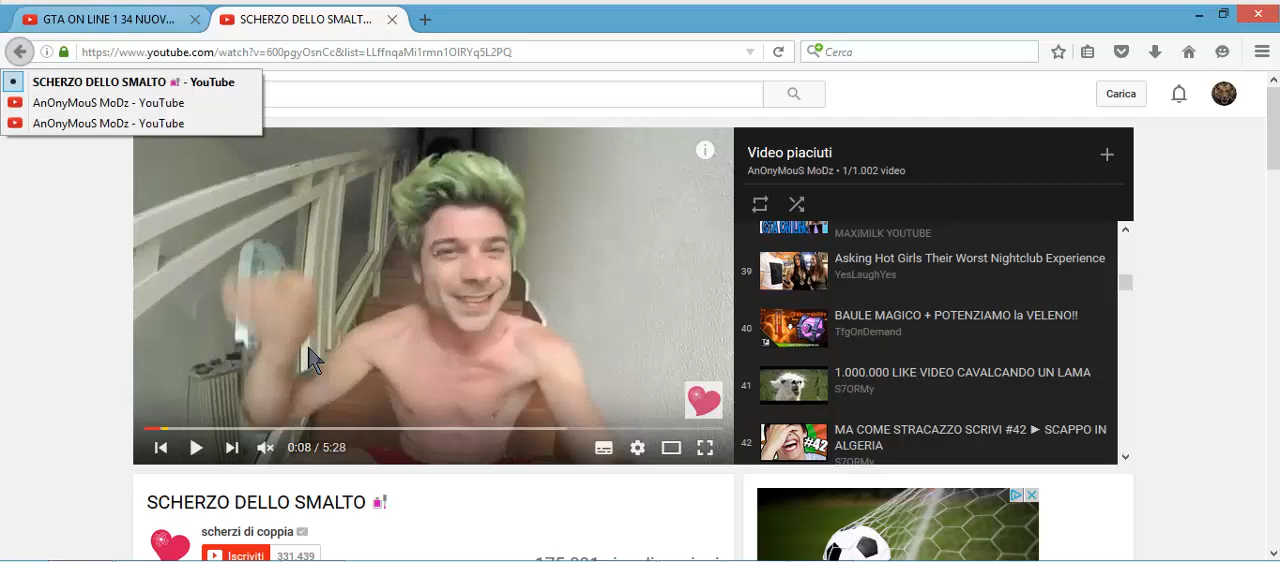 GTA ON LINE 1 34 NUOV...
SCHERZO DELLO SMALT...
https://www.youtube.com/watch?v=600pgyOsnCc&list=LLffnqaMi1rmn1OIRYq5L2PQ
Cerca
SCHERZO DELLO SMALTO - YouTube
AnOnyMouS MoDz - YouTube
AnOnyMouS MoDz - YouTube
Carica
Video piaciuti
AnOnyMouS MoDz • 1/1.002 video
MAXIMILK YOUTUBE
39 Asking Hot Girls Their Worst Nightclub Experience
YesLaughYes
40 BAULE MAGICO + POTENZIAMO la VELENO!!
TfgOnDemand
41 1.000.000 LIKE VIDEO CAVALCANDO UN LAMA
S7ORMy
42 MA COME STRACAZZO SCRIVI #42 ► SCAPPO IN
ALGERIA
S7ORMy
#42
0:08 / 5:28
SCHERZO DELLO SMALTO
scherzi di coppia
Iscriviti 331.439